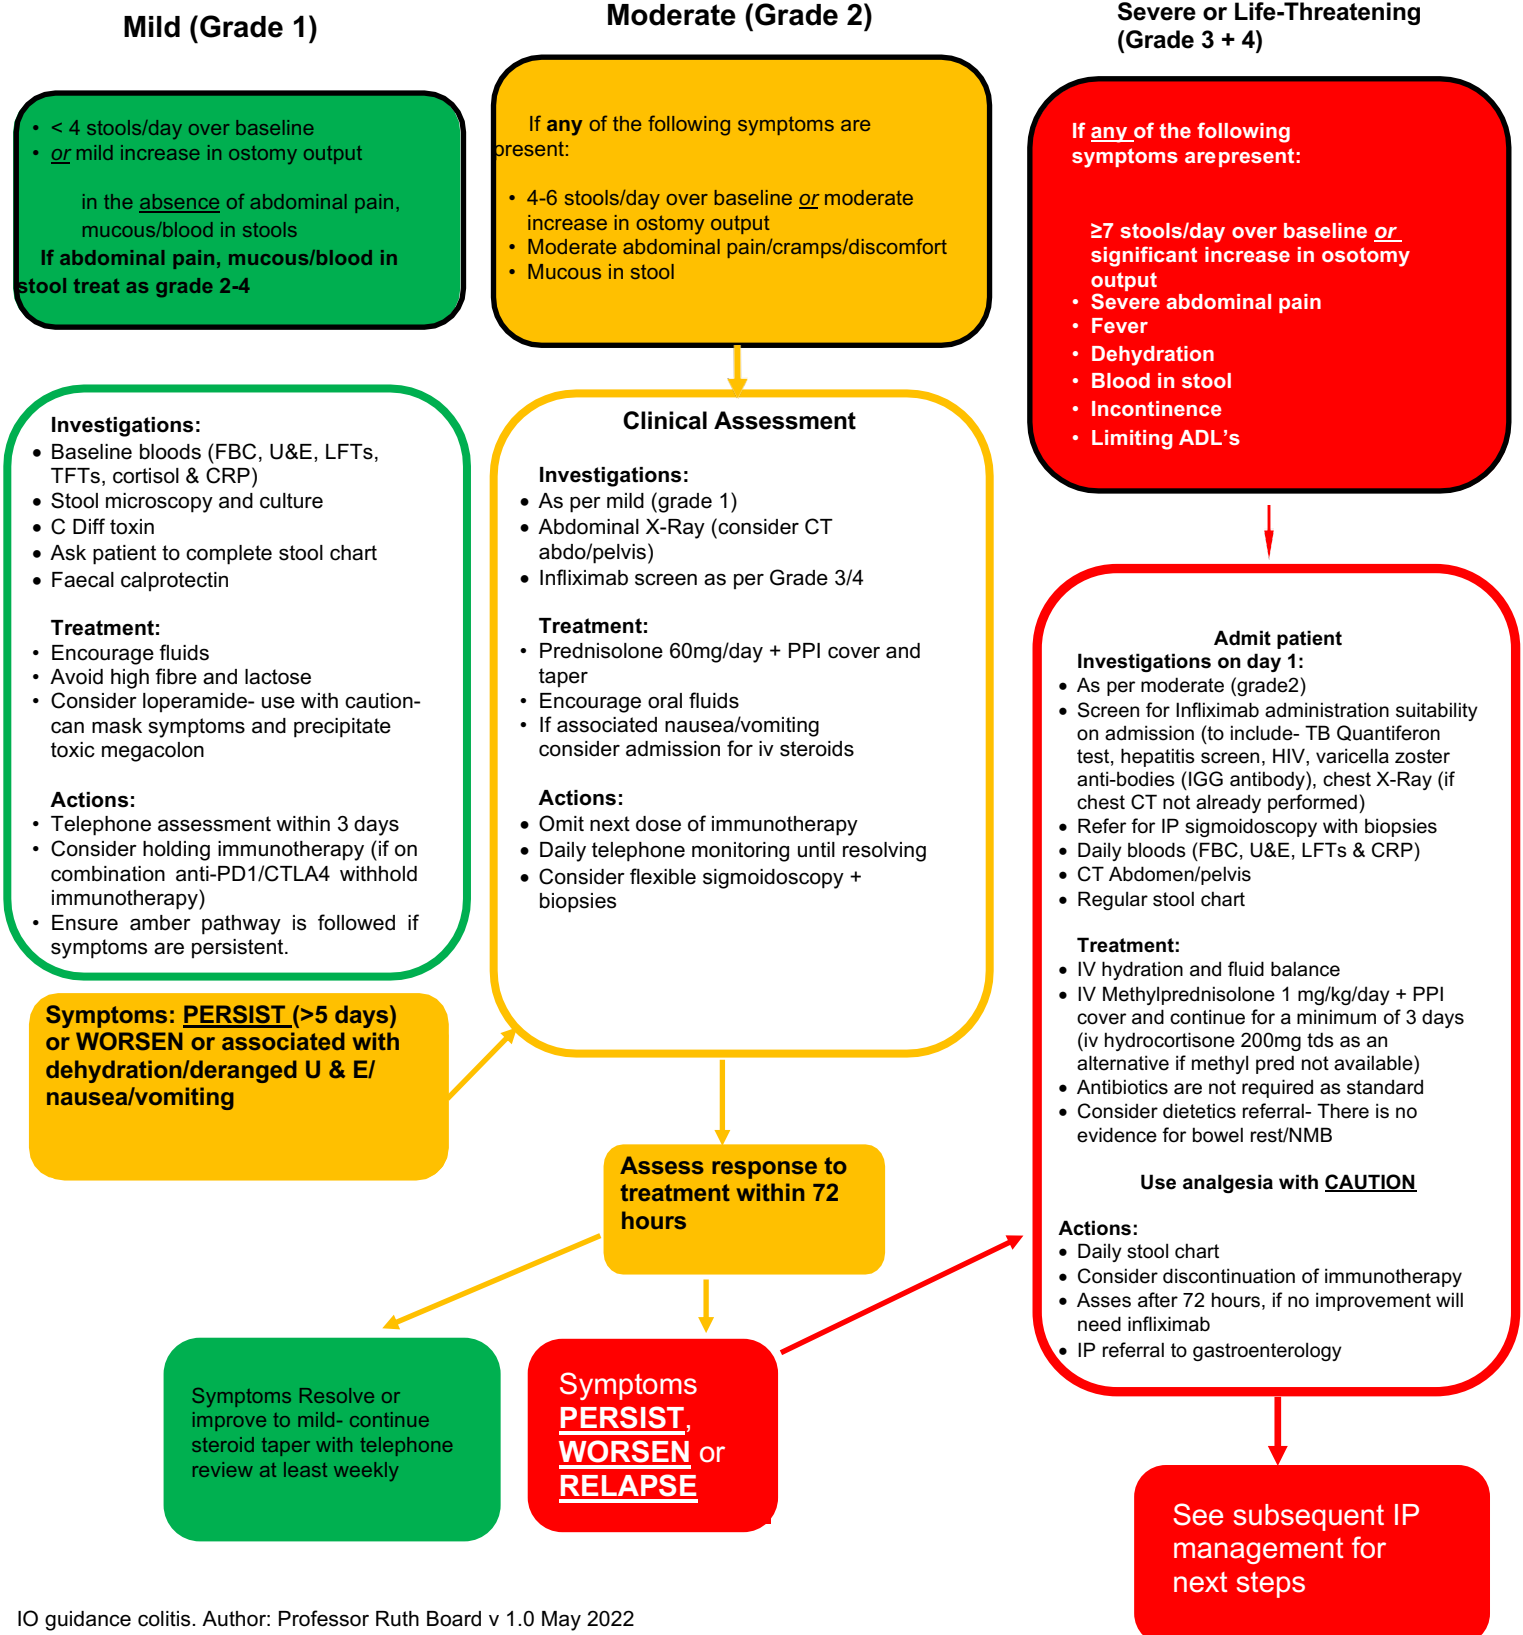 Mild (Grade 1)
< 4 stools/day over baseline
or mild increase in ostomy output
in the absence of abdominal pain,
mucous/blood in stools
If abdominal pain, mucous/blood in
stool treat as grade 2-4
Investigations:
Baseline bloods (FBC, U&E, LFTs,
TFTs, cortisol & CRP)
Stool microscopy and culture
C Diff toxin
Ask patient to complete stool chart
Faecal calprotectin
Treatment:
Encourage fluids
Avoid high fibre and lactose
Consider loperamide- use with caution-
can mask symptoms and precipitate
toxic megacolon
Actions:
Telephone assessment within 3 days
Consider holding immunotherapy (if on
combination anti-PD1/CTLA4 withhold
immunotherapy)
Ensure amber pathway is followed if
symptoms are persistent.
Symptoms: PERSIST (>5 days)
or WORSEN or associated with
dehydration/deranged U & E/
nausea/vomiting
Moderate (Grade 2)
If any of the following symptoms are
present:
4-6 stools/day over baseline or moderate
increase in ostomy output
Moderate abdominal pain/cramps/discomfort
Mucous in stool
Clinical Assessment
Investigations:
As per mild (grade 1)
Abdominal X-Ray (consider CT
abdo/pelvis)
Infliximab screen as per Grade 3/4
Treatment:
Prednisolone 60mg/day + PPI cover and
taper
Encourage oral fluids
If associated nausea/vomiting
consider admission for iv steroids
Actions:
Omit next dose of immunotherapy
Daily telephone monitoring until resolving
Consider flexible sigmoidoscopy +
biopsies
Assess response to
treatment within 72
hours
Symptoms Resolve or
improve to mild- continue
steroid taper with telephone
review at least weekly
Symptoms
PERSIST,
WORSEN or
RELAPSE
Severe or Life-Threatening
(Grade 3 + 4)
If any of the following
symptoms arepresent:
≥7 stools/day over baseline or
significant increase in osotomy
output
Severe abdominal pain
Fever
Dehydration
Blood in stool
Incontinence
Limiting ADL's
Admit patient
Investigations on day 1:
As per moderate (grade2)
Screen for Infliximab administration suitability
on admission (to include- TB Quantiferon
test, hepatitis screen, HIV, varicella zoster
anti-bodies (IGG antibody), chest X-Ray (if
chest CT not already performed)
Refer for IP sigmoidoscopy with biopsies
Daily bloods (FBC, U&E, LFTs & CRP)
CT Abdomen/pelvis
Regular stool chart
Treatment:
IV hydration and fluid balance
IV Methylprednisolone 1 mg/kg/day + PPI
cover and continue for a minimum of 3 days
(iv hydrocortisone 200mg tds as an
alternative if methyl pred not available)
Antibiotics are not required as standard
Consider dietetics referral- There is no
evidence for bowel rest/NMB
Use analgesia with CAUTION
Actions:
Daily stool chart
Consider discontinuation of immunotherapy
Asses after 72 hours, if no improvement will
need infliximab
IP referral to gastroenterology
See subsequent IP
management for
next steps
IO guidance colitis. Author: Professor Ruth Board v 1.0 May 2022